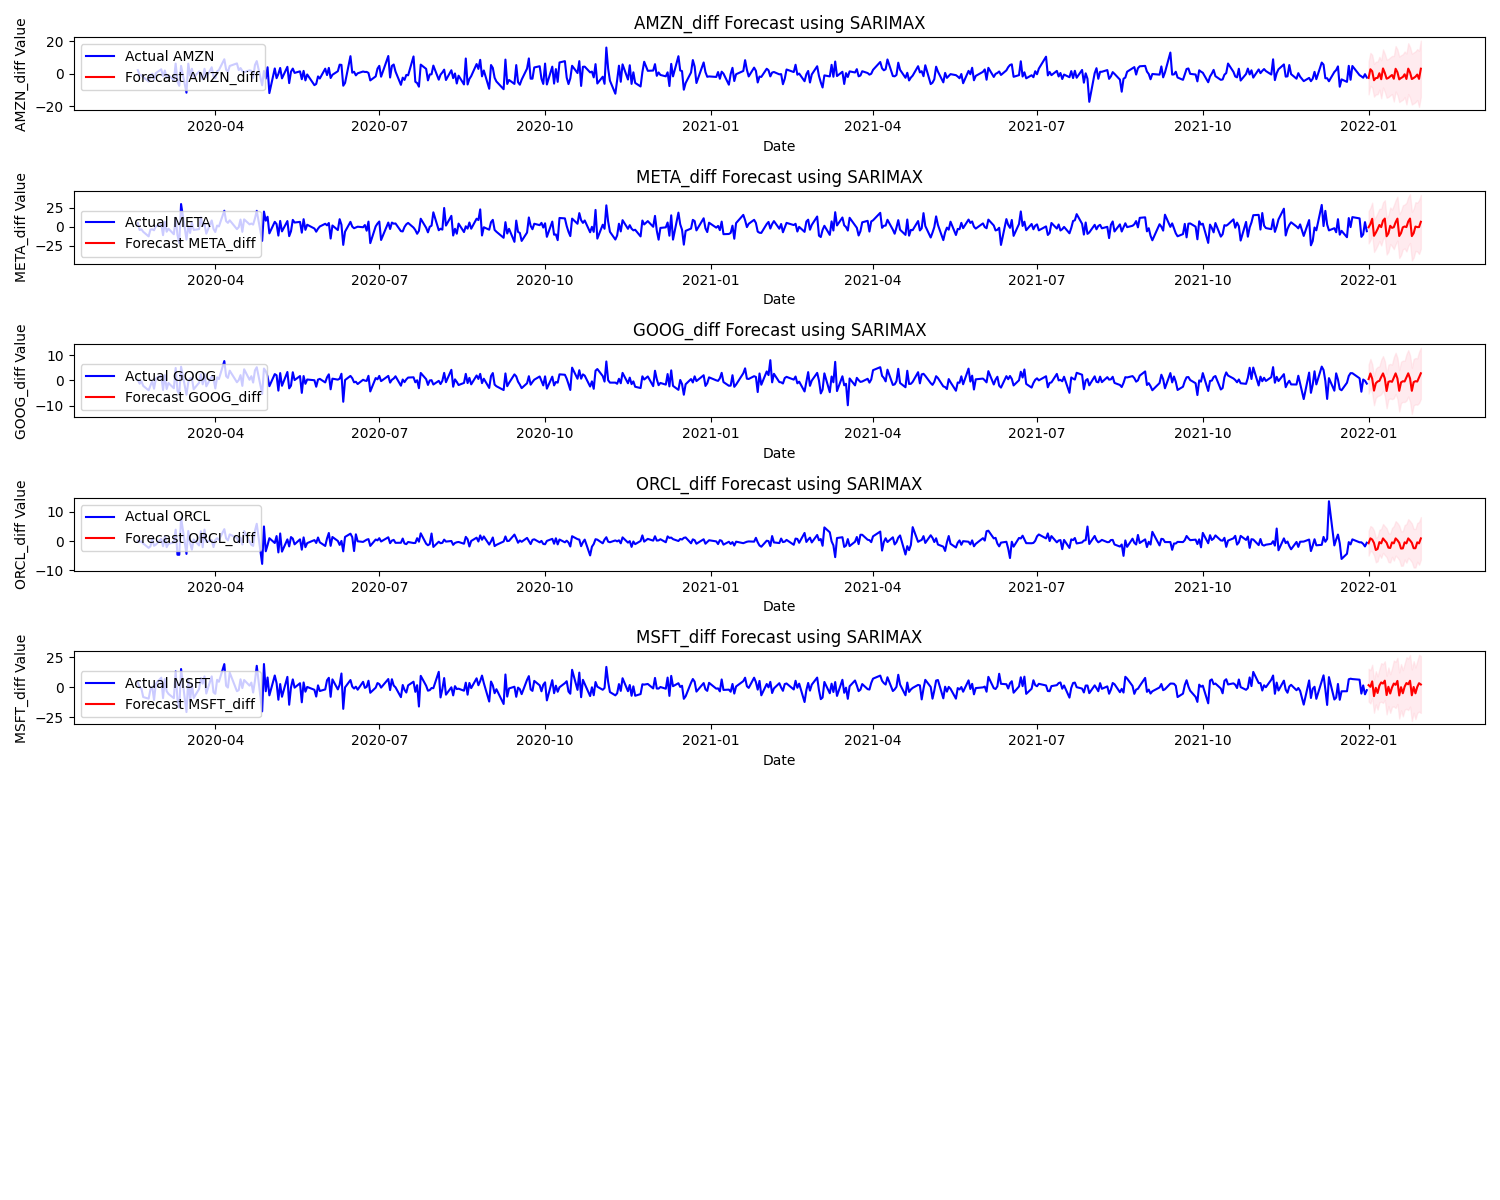 AMZN_diff Forecast using SARIMAX
AMZN_diff Value
20
0
−20
Actual AMZN
Forecast AMZN_diff
2020-04 2020-07 2020-10 2021-01 2021-04 2021-07 2021-10 2022-01
Date
META_diff Forecast using SARIMAX
META_diff Value
25
0
−25
Actual META
Forecast META_diff
2020-04 2020-07 2020-10 2021-01 2021-04 2021-07 2021-10 2022-01
Date
GOOG_diff Forecast using SARIMAX
GOOG_diff Value
10
0
−10
Actual GOOG
Forecast GOOG_diff
2020-04 2020-07 2020-10 2021-01 2021-04 2021-07 2021-10 2022-01
Date
ORCL_diff Forecast using SARIMAX
ORCL_diff Value
10
0
−10
Actual ORCL
Forecast ORCL_diff
2020-04 2020-07 2020-10 2021-01 2021-04 2021-07 2021-10 2022-01
Date
MSFT_diff Forecast using SARIMAX
MSFT_diff Value
25
0
−25
Actual MSFT
Forecast MSFT_diff
2020-04 2020-07 2020-10 2021-01 2021-04 2021-07 2021-10 2022-01
Date